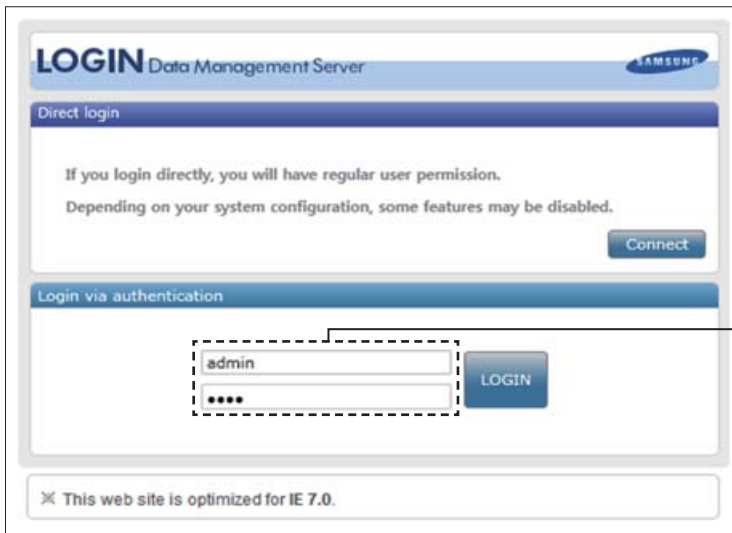 LOGIN Data Management Server
SAMSUNG
Direct login
If you login directly, you will have regular user permission.
Depending on your system configuration, some features may be disabled.
Connect
Login via authentication
admin
••••
LOGIN
※ This web site is optimized for IE 7.0.